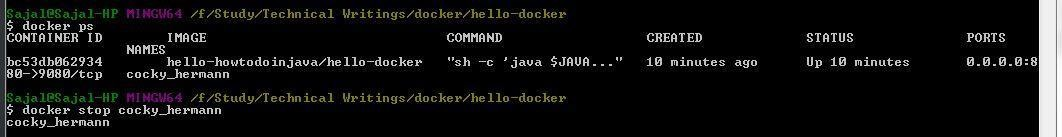 Sajal@Sajal-HP MINGW64 /f/Study/Technical Writings/docker/hello-docker
$ docker ps
CONTAINER ID        IMAGE                               COMMAND                  CREATED             STATUS              PORTS
               NAMES
bc53db062934        hello-howtodoinjava/hello-docker   "sh -c 'java $JAVA..."   10 minutes ago      Up 10 minutes       0.0.0.0:8
80->9080/tcp   cocky_hermann
Sajal@Sajal-HP MINGW64 /f/Study/Technical Writings/docker/hello-docker
$ docker stop cocky_hermann
cocky_hermann